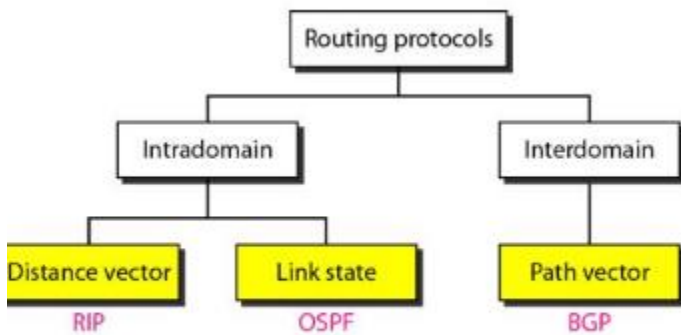 Routing protocols
Intradomain
Interdomain
Distance vector
Link state
Path vector
RIP
OSPF
BGP